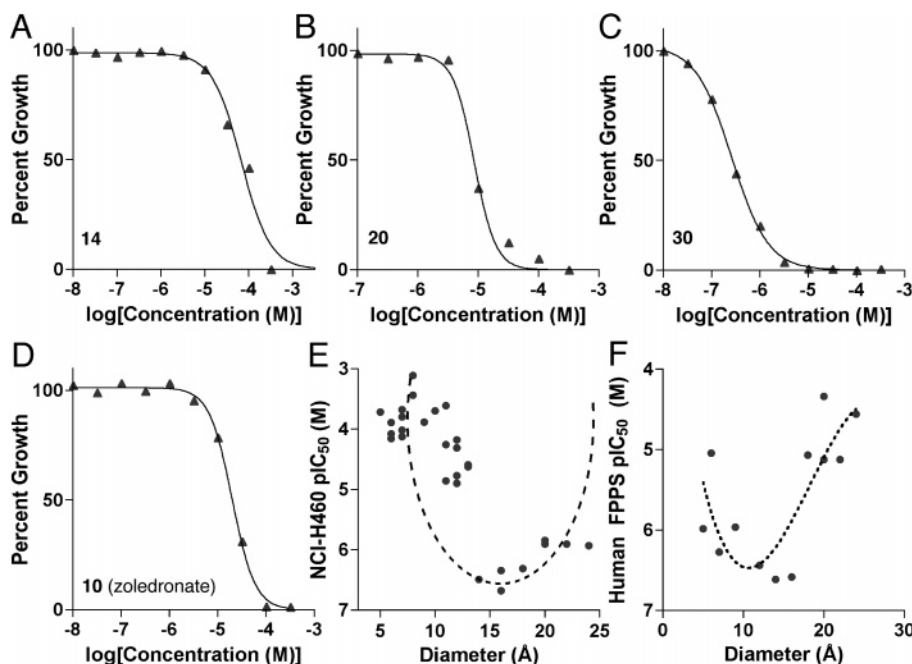 A
Percent Growth
100
50
0
14
-8 -7 -6 -5 -4 -3
log[Concentration (M)]
B
Percent Growth
100
50
0
20
-7 -6 -5 -4 -3
log[Concentration (M)]
C
Percent Growth
100
50
0
30
-8 -7 -6 -5 -4 -3
log[Concentration (M)]
D
Percent Growth
100
50
0
10 (zoledronate)
-8 -7 -6 -5 -4 -3
log[Concentration (M)]
E
NCI-H460 pIC50 (M)
3
4
5
6
7
5 10 15 20 25
Diameter (Å)
F
Human FPPS pIC50 (M)
4
5
6
7
0 10 20 30
Diameter (Å)